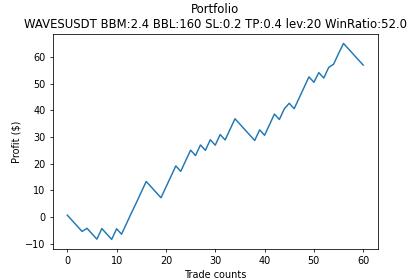 Portfolio
WAVESUSDT BBM:2.4 BBL:160 SL:0.2 TP:0.4 lev:20 WinRatio:52.0
60
50
40
30
20
10
0
−10
Profit ($)
0 10 20 30 40 50 60
Trade counts